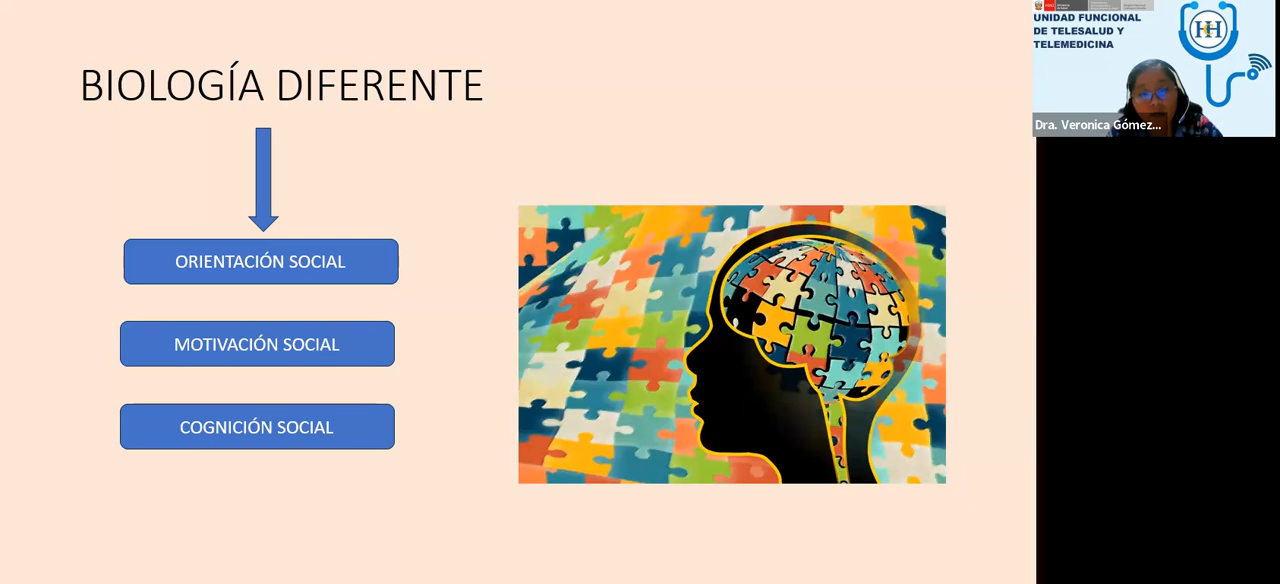 BIOLOGÍA DIFERENTE
ORIENTACIÓN SOCIAL
MOTIVACIÓN SOCIAL
COGNICIÓN SOCIAL
UNIDAD FUNCIONAL
DE TELESALUD Y
TELEMEDICINA
Dra. Veronica Gómez...